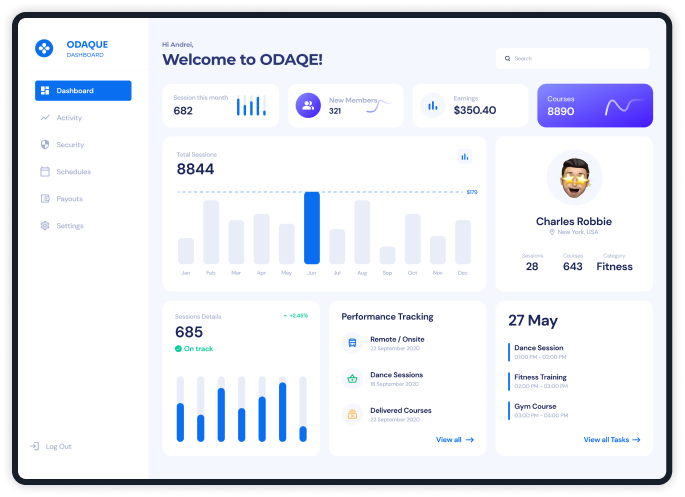 ODAQUE
DASHBOARD
Dashboard
Activity
Security
Schedules
Payouts
Settings
Log Out
Hi Andrei,
Welcome to ODAQE!
Search
Session this month
682
New Members
321
Earnings
$350.40
Courses
8890
Total Sessions
8844
$179
Jan Feb Mar Apr May Jun Jul Aug Sep Oct Nov Dec
Charles Robbie
New York, USA
Sessions Courses Category
28 643 Fitness
Sessions Details
+3.45%
685
On track
Performance Tracking
Remote / Onsite
22 September 2020
Dance Sessions
18 September 2020
Delivered Courses
22 September 2020
View all
27 May
Dance Session
01:00 PM - 02:00 PM
Fitness Training
02:00 PM - 03:00 PM
Gym Course
03:00 PM - 04:00 PM
View all Tasks